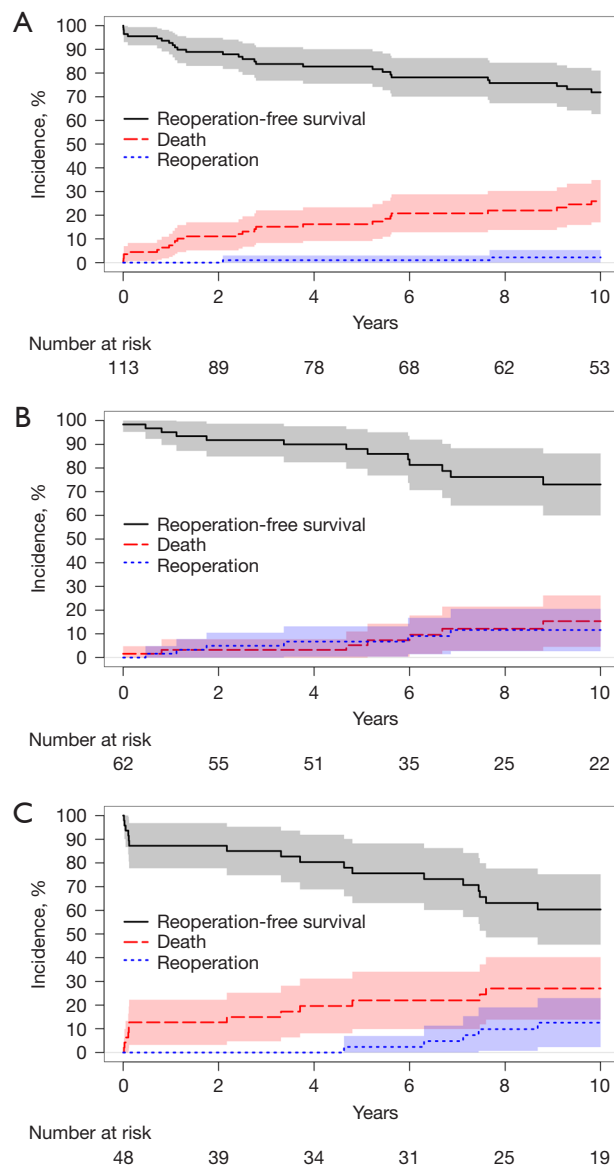 A
Incidence, %
100
90
80
70
60
50
40
30
20
10
0
Reoperation-free survival
Death
Reoperation
0 2 4 6 8 10
Years
Number at risk
113 89 78 68 62 53
B
Incidence, %
100
90
80
70
60
50
40
30
20
10
0
Reoperation-free survival
Death
Reoperation
0 2 4 6 8 10
Years
Number at risk
62 55 51 35 25 22
C
Incidence, %
100
90
80
70
60
50
40
30
20
10
0
Reoperation-free survival
Death
Reoperation
0 2 4 6 8 10
Years
Number at risk
48 39 34 31 25 19